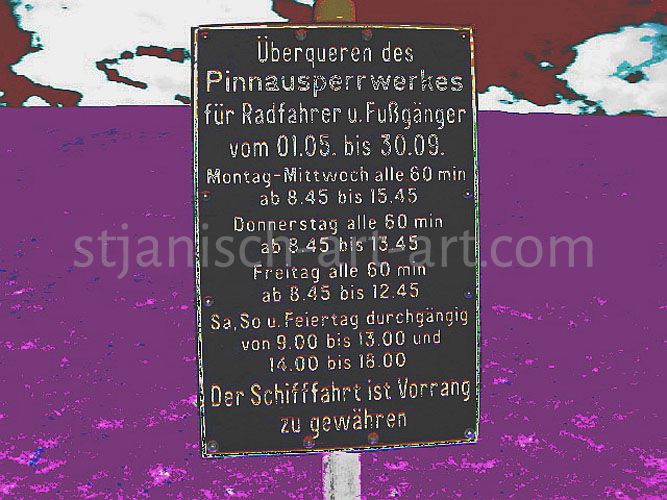 Überqueren des
Pinnausperrwerkes
für Radfahrer u. Fußgänger
vom 01.05. bis 30.09.
Montag-Mittwoch alle 60 min
ab 8.45 bis 15.45
Donnerstag alle 60 min
ab 8.45 bis 13.45
stjanisch-art-art.com
Freitag alle 60 min
ab 8.45 bis 12.45
Sa, So u. Feiertag durchgängig
von 9.00 bis 13.00 und
14.00 bis 18.00
Der Schifffahrt ist Vorrang
zu gewähren